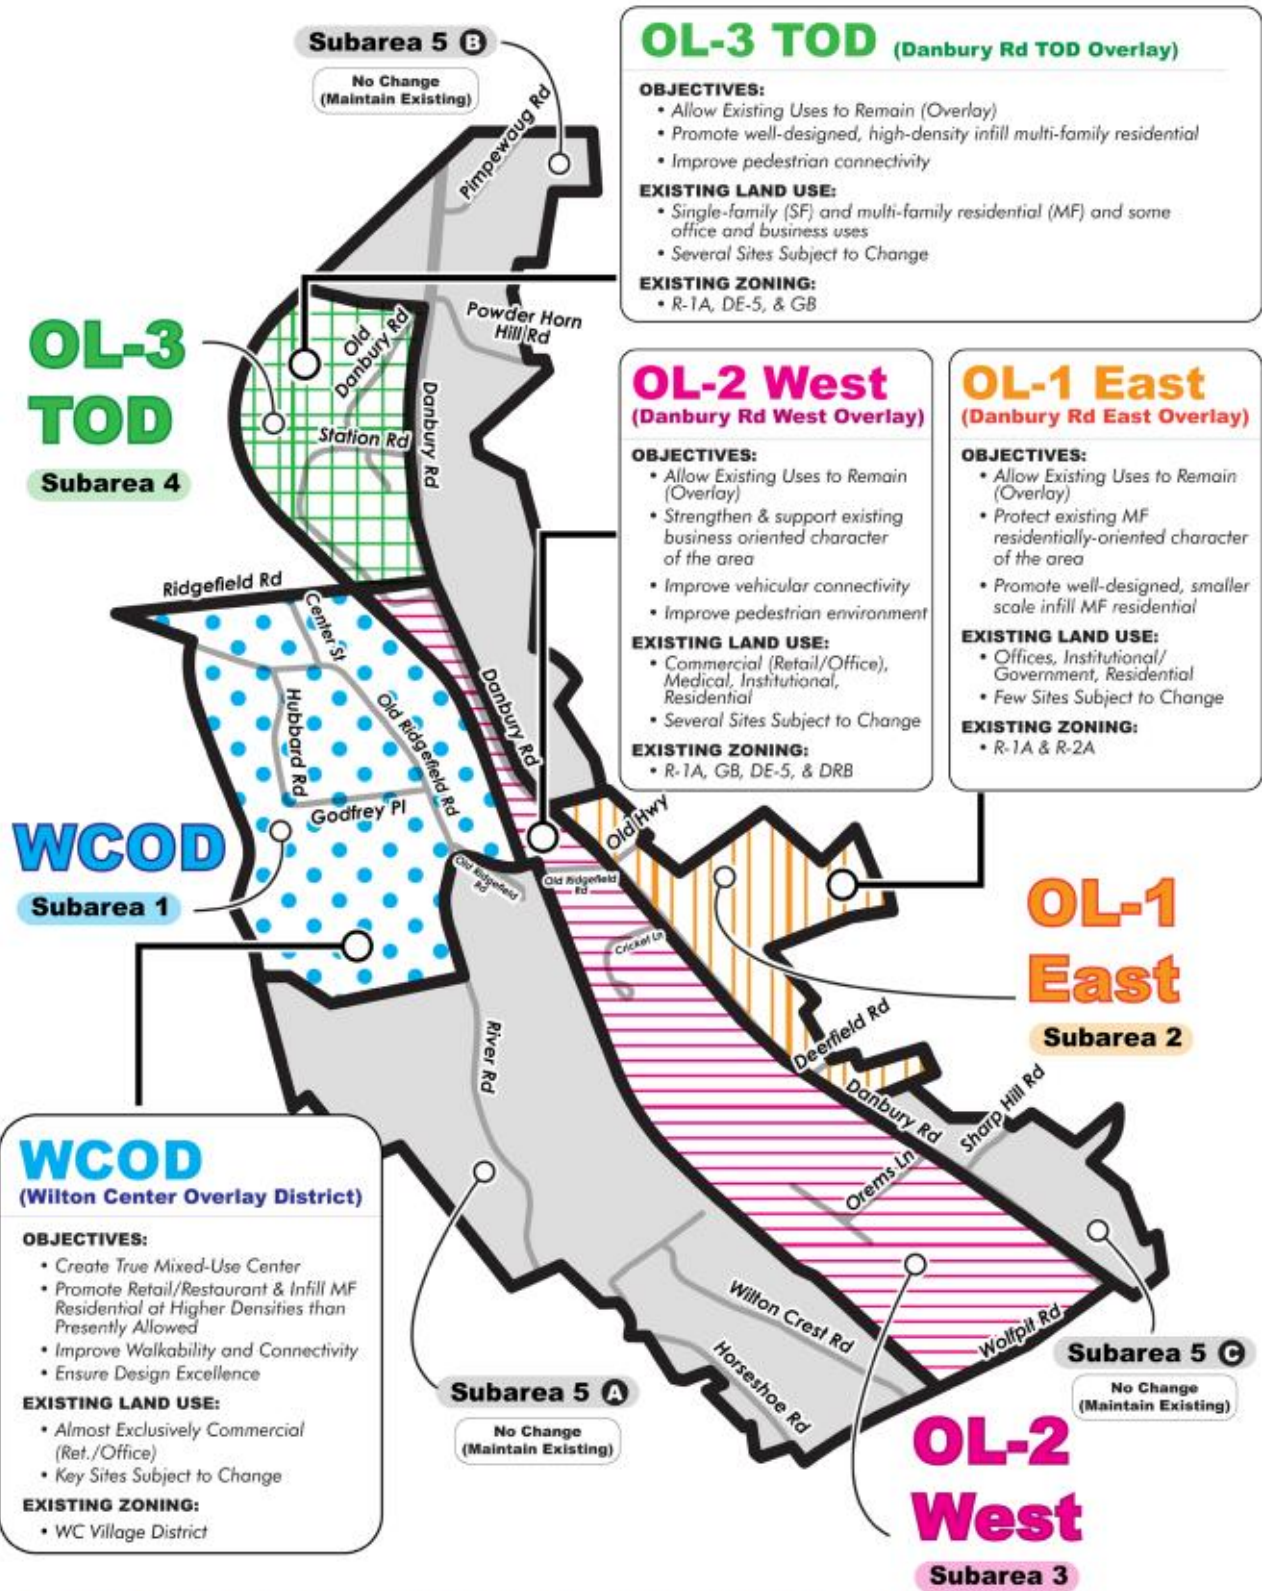 Subarea 5 B
No Change
(Maintain Existing)
Pimpewaug Rd
OL-3 TOD (Danbury Rd TOD Overlay)
OBJECTIVES:
• Allow Existing Uses to Remain (Overlay)
• Promote well-designed, high-density infill multi-family residential
• Improve pedestrian connectivity
EXISTING LAND USE:
• Single-family (SF) and multi-family residential (MF) and some
office and business uses
• Several Sites Subject to Change
EXISTING ZONING:
• R-1A, DE-5, & GB
OL-3
TOD
Subarea 4
Old
Danbury Rd
Powder Horn
Hill Rd
Station Rd
Danbury Rd
OL-2 West
(Danbury Rd West Overlay)
OBJECTIVES:
• Allow Existing Uses to Remain
(Overlay)
• Strengthen & support existing
business oriented character
of the area
• Improve vehicular connectivity
• Improve pedestrian environment
EXISTING LAND USE:
• Commercial (Retail/Office),
Medical, Institutional,
Residential
• Several Sites Subject to Change
EXISTING ZONING:
• R-1A, GB, DE-5, & DRB
OL-1 East
(Danbury Rd East Overlay)
OBJECTIVES:
• Allow Existing Uses to Remain
(Overlay)
• Protect existing MF
residentially-oriented character
of the area
• Promote well-designed, smaller
scale infill MF residential
EXISTING LAND USE:
• Offices, Institutional/
Government, Residential
• Few Sites Subject to Change
EXISTING ZONING:
• R-1A & R-2A
Ridgefield Rd
Center St
Hubbard Rd
Old Ridgefield Rd
Danbury Rd
Godfrey Pl
Old Hwy
Old Ridgefield
Rd
Old Ridgefield
Rd
Cricket Ln
WCOD
Subarea 1
OL-1
East
Subarea 2
River Rd
Deerfield Rd
Danbury Rd
Sharp Hill Rd
Orems Ln
Wilton Crest Rd
Horseshoe Rd
Wolfpit Rd
WCOD
(Wilton Center Overlay District)
OBJECTIVES:
• Create True Mixed-Use Center
• Promote Retail/Restaurant & Infill MF
Residential at Higher Densities than
Presently Allowed
• Improve Walkability and Connectivity
• Ensure Design Excellence
EXISTING LAND USE:
• Almost Exclusively Commercial
(Ret./Office)
• Key Sites Subject to Change
EXISTING ZONING:
• WC Village District
Subarea 5 A
No Change
(Maintain Existing)
Subarea 5 C
No Change
(Maintain Existing)
OL-2
West
Subarea 3